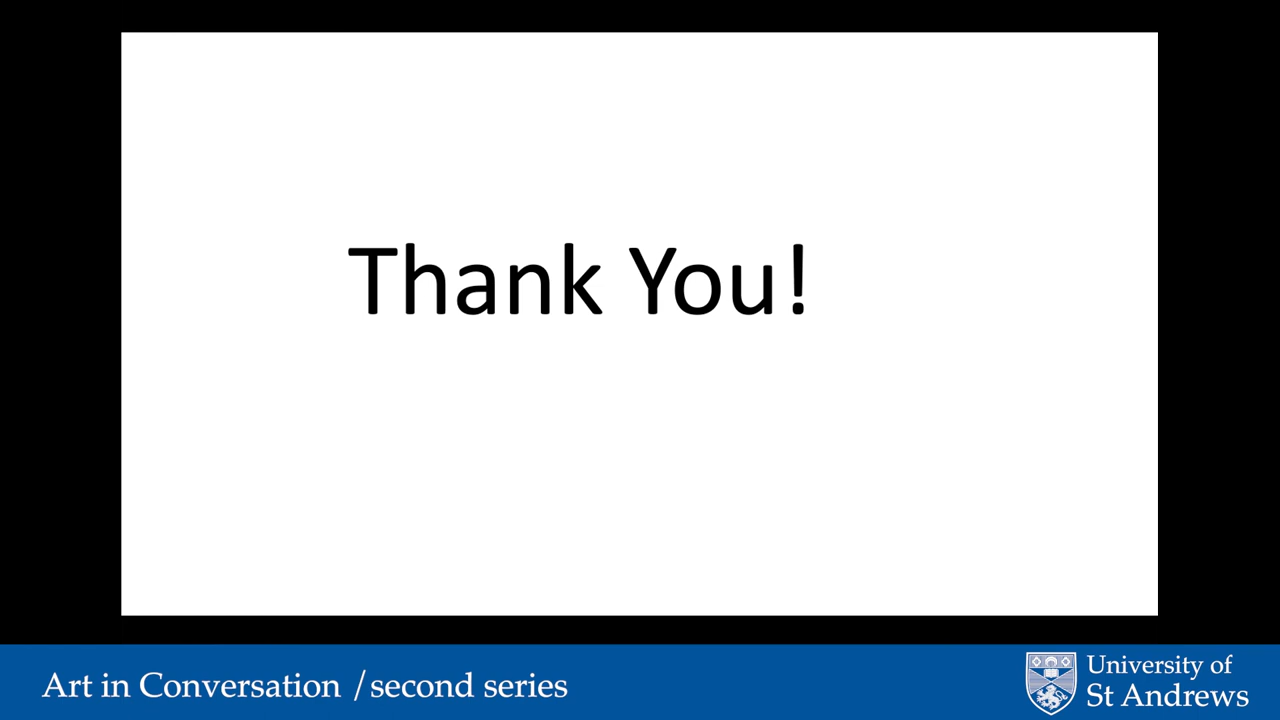 Thank You!
Art in Conversation / second series
University of
St Andrews